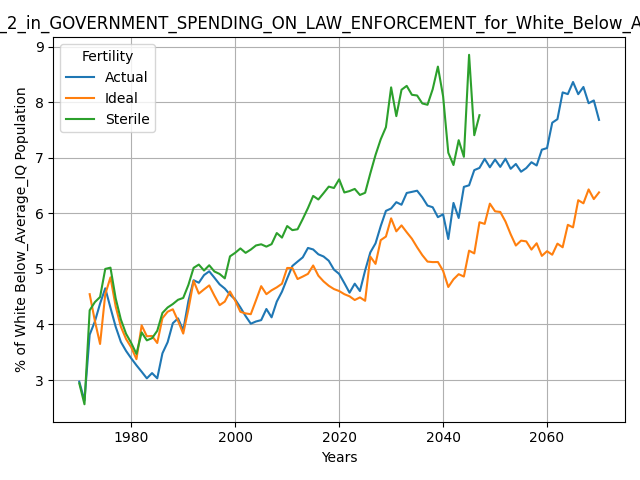 _2_in_GOVERNMENT_SPENDING_ON_LAW_ENFORCEMENT_for_White_Below_A
Fertility
Actual
Ideal
Sterile
% of White Below_Average_IQ Population
9
8
7
6
5
4
3
1980 2000 2020 2040 2060
Years